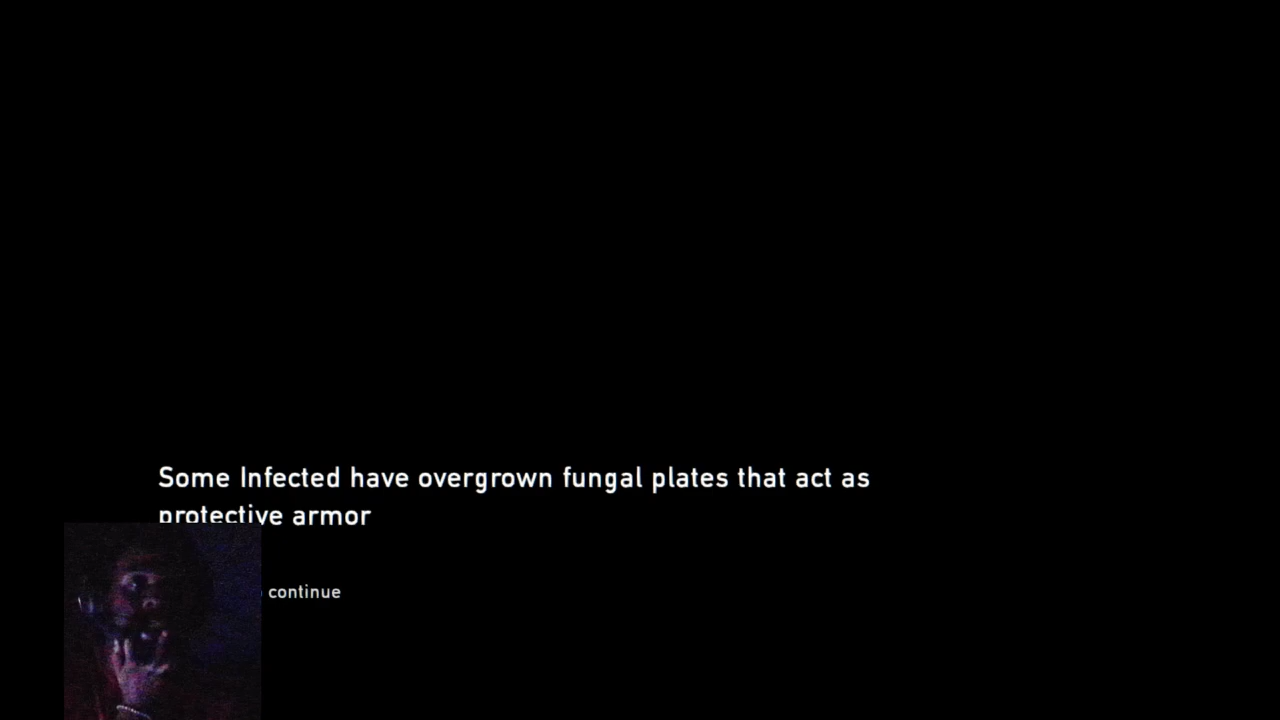 Some Infected have overgrown fungal plates that act as
protective armor
continue